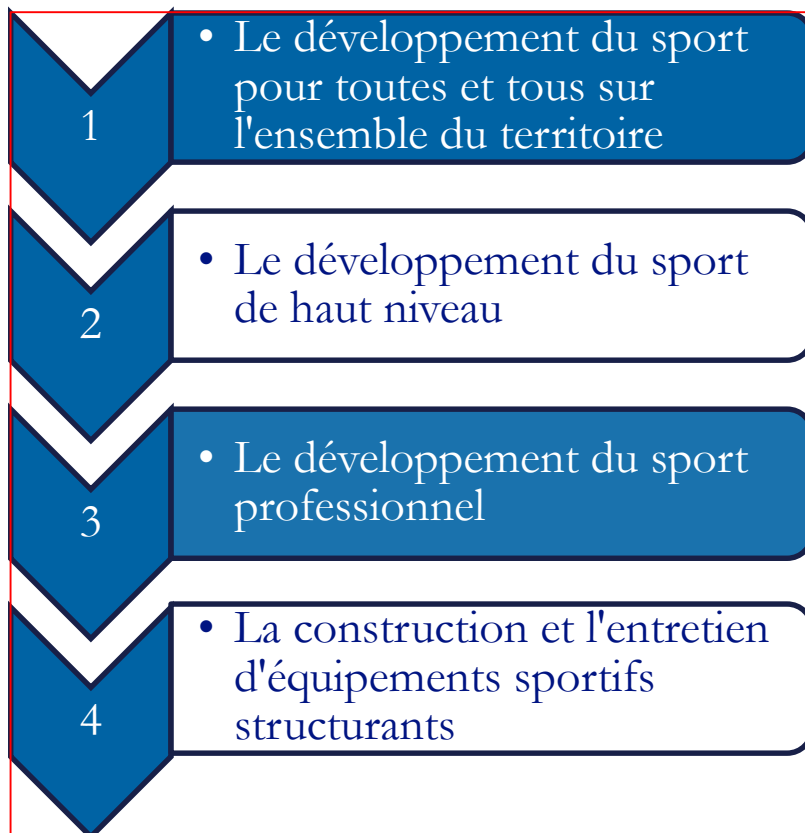 1
• Le développement du sport
pour toutes et tous sur
l'ensemble du territoire
2
• Le développement du sport
de haut niveau
3
• Le développement du sport
professionnel
4
• La construction et l'entretien
d'équipements sportifs
structurants